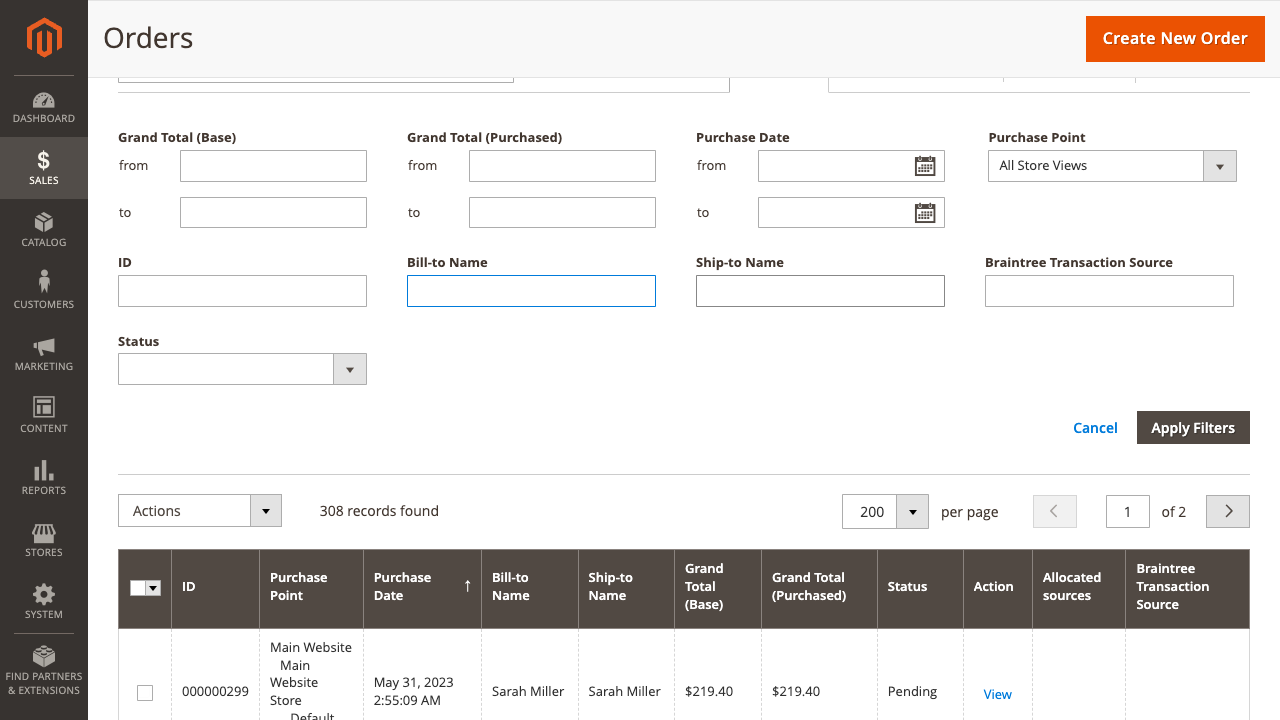 Orders
Create New Order
DASHBOARD
SALES
CATALOG
CUSTOMERS
MARKETING
CONTENT
REPORTS
STORES
SYSTEM
FIND PARTNERS
& EXTENSIONS
Grand Total (Base)
from
to
Grand Total (Purchased)
from
to
Purchase Date
from
to
Purchase Point
All Store Views
ID
Bill-to Name
Ship-to Name
Braintree Transaction Source
Status
Cancel
Apply Filters
Actions
308 records found
200
per page
1
of 2
ID
Purchase
Point
Purchase
Date
↑
Bill-to
Name
Ship-to
Name
Grand
Total
(Base)
Grand Total
(Purchased)
Status
Action
Allocated
sources
Braintree
Transaction
Source
000000299
Main Website
Main
Website
Store
Default
May 31, 2023
2:55:09 AM
Sarah Miller
Sarah Miller
$219.40
$219.40
Pending
View